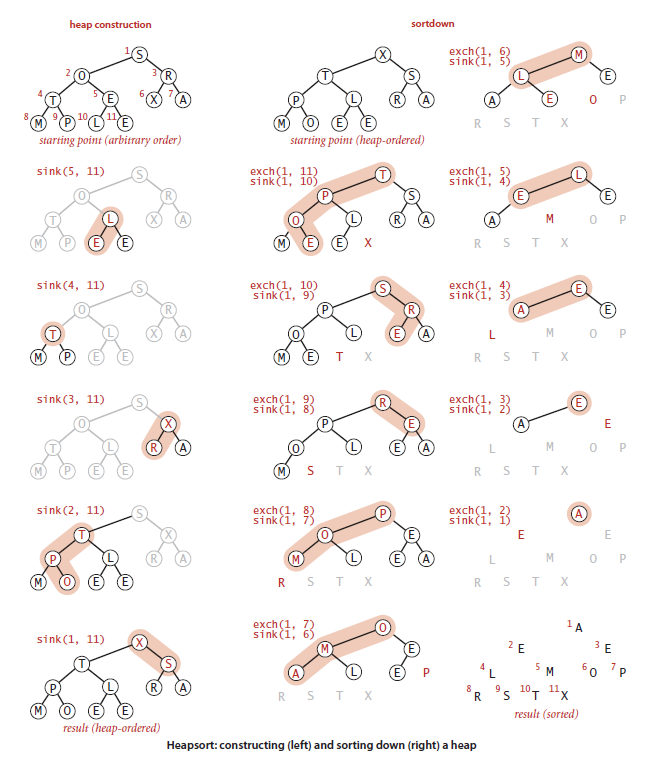 heap construction
1 S
2 O 3 R
4 T 5 E 6 X 7 A
8 M 9 P 10 L 11 E
starting point (arbitrary order)
sink(5, 11)
S
O R
T L X A
M P E E
sink(4, 11)
S
O R
T L X A
M P E E
sink(3, 11)
S
O X
T L R A
M P E E
sink(2, 11)
S
T X
P L R A
M O E E
sink(1, 11)
X
T S
P L R A
M O E E
result (heap-ordered)
sortdown
X
T S
P L R A
M O E E
starting point (heap-ordered)
exch(1, 11)
sink(1, 10)
T
P S
O L R A
M E E X
exch(1, 10)
sink(1, 9)
S
P R
O L E A
M E T X
exch(1, 9)
sink(1, 8)
R
P E
O L E A
M S T X
exch(1, 8)
sink(1, 7)
P
O E
M L E A
R S T X
exch(1, 7)
sink(1, 6)
O
M E
A L E P
R S T X
exch(1, 6)
sink(1, 5)
M
L E
A E O P
R S T X
exch(1, 5)
sink(1, 4)
L
E E
A M O P
R S T X
exch(1, 4)
sink(1, 3)
E
A E
L M O P
R S T X
exch(1, 3)
sink(1, 2)
E
A E
L M O P
R S T X
exch(1, 2)
sink(1, 1)
A
E E
L M O P
R S T X
1 A
2 E 3 E
4 L 5 M 6 O 7 P
8 R 9 S 10 T 11 X
result (sorted)
Heapsort: constructing (left) and sorting down (right) a heap